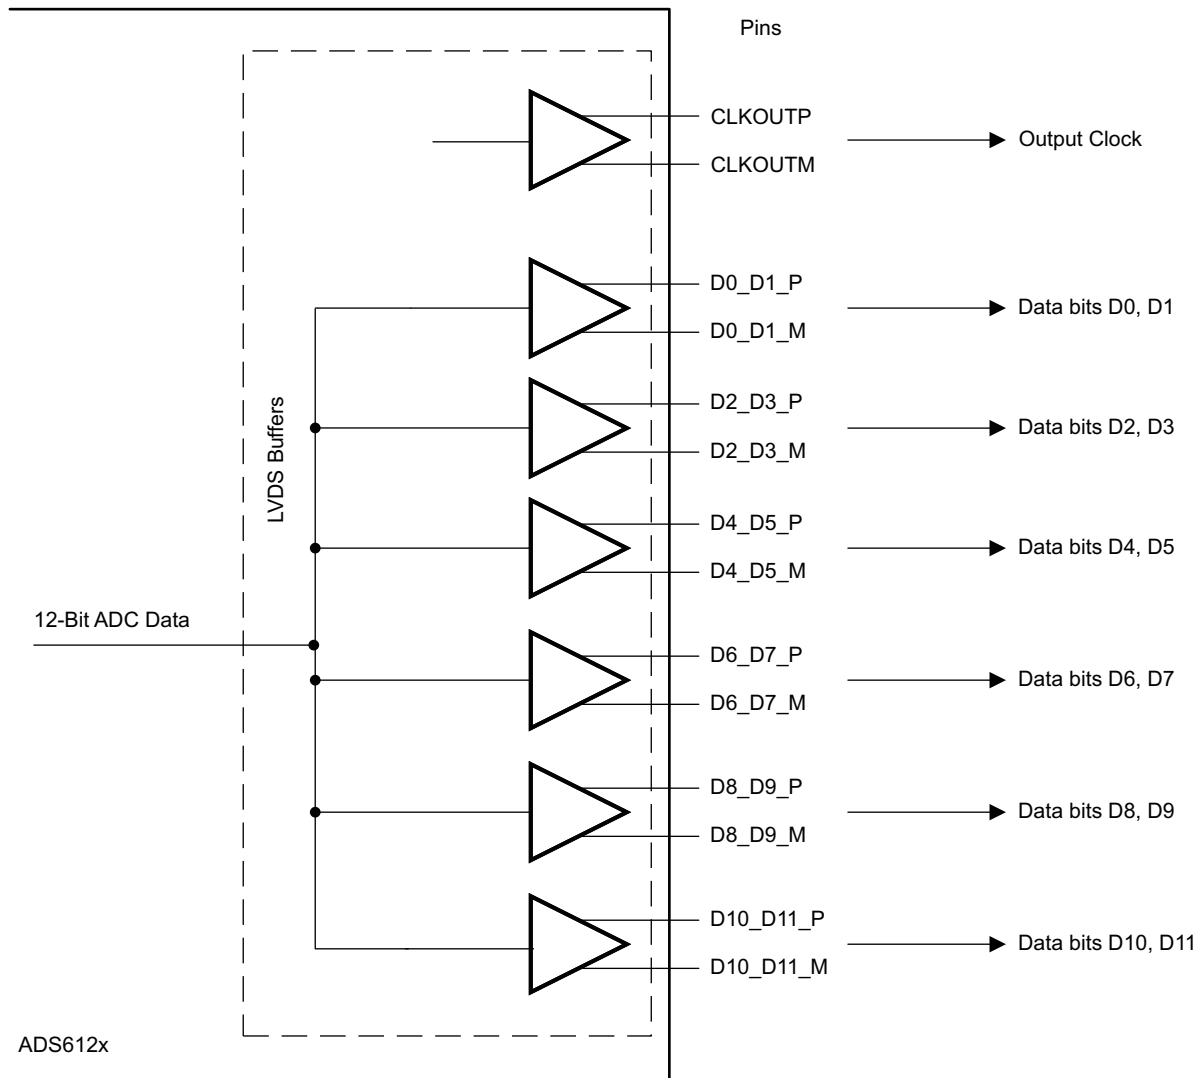 Pins
CLKOUTP
Output Clock
CLKOUTM
D0_D1_P
Data bits D0, D1
D0_D1_M
D2_D3_P
Data bits D2, D3
D2_D3_M
LVDS Buffers
D4_D5_P
Data bits D4, D5
D4_D5_M
12-Bit ADC Data
D6_D7_P
Data bits D6, D7
D6_D7_M
D8_D9_P
Data bits D8, D9
D8_D9_M
D10_D11_P
Data bits D10, D11
D10_D11_M
ADS612x